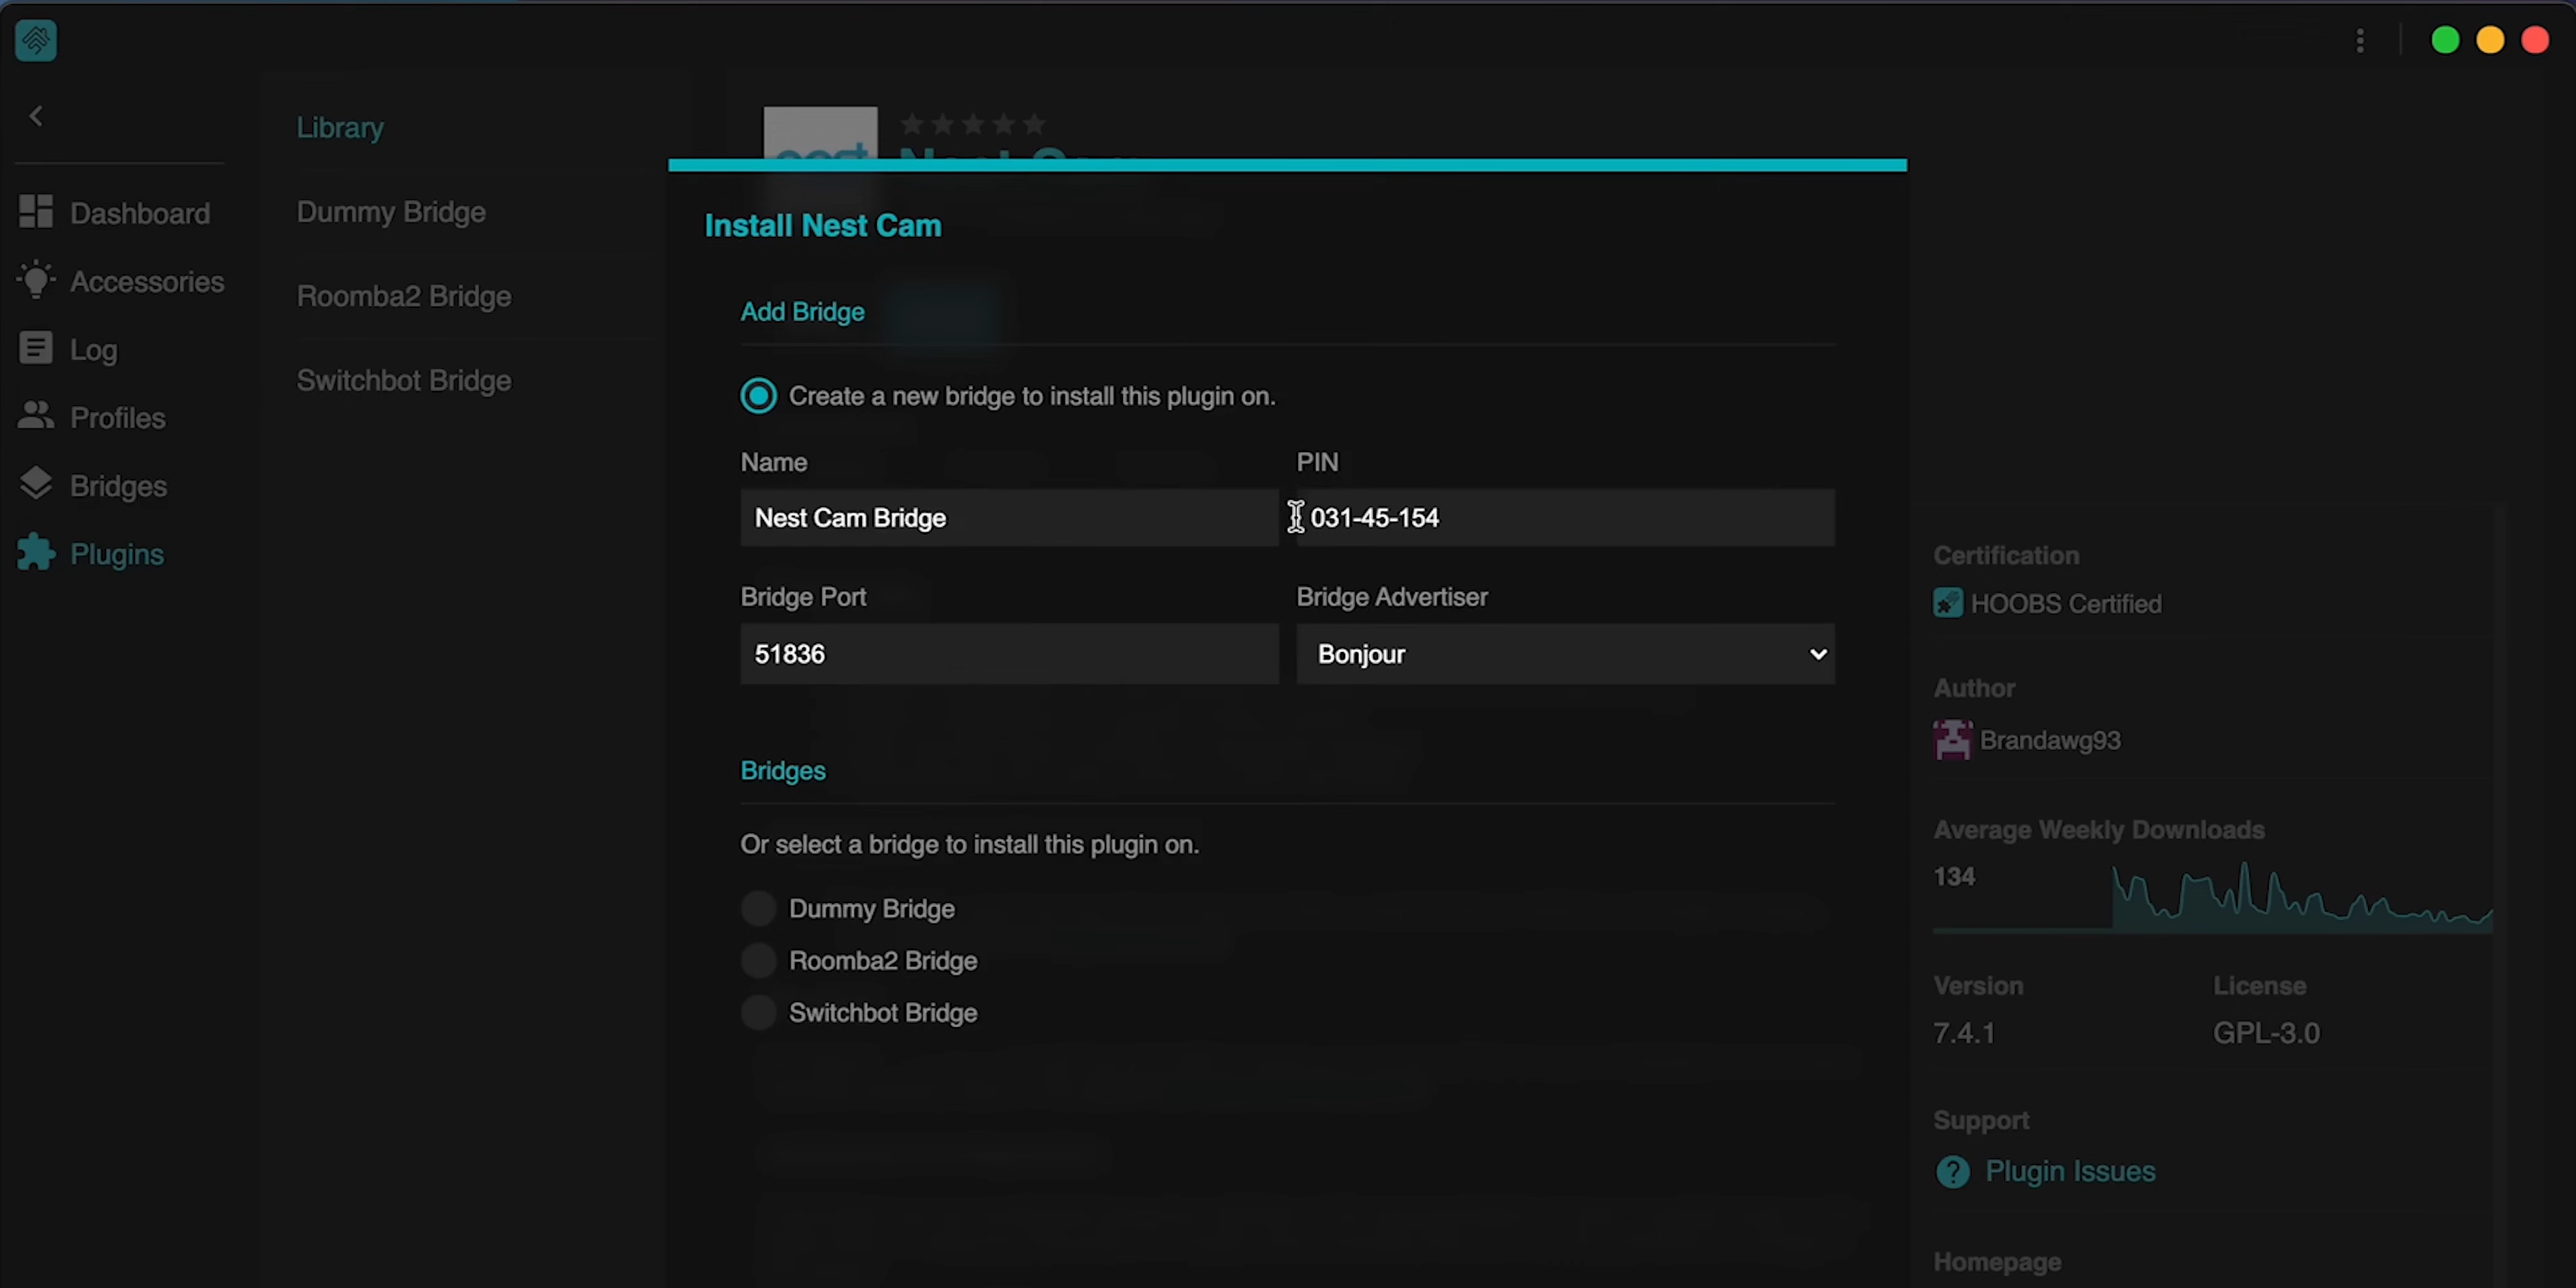 Library
Dashboard
Accessories
Log
Profiles
Bridges
Plugins
Dummy Bridge
Roomba2 Bridge
Switchbot Bridge
Install Nest Cam
Add Bridge
Create a new bridge to install this plugin on.
Name
PIN
Nest Cam Bridge
031-45-154
Bridge Port
Bridge Advertiser
51836
Bonjour
Bridges
Or select a bridge to install this plugin on.
Dummy Bridge
Roomba2 Bridge
Switchbot Bridge
Certification
HOOBS Certified
Author
Brandawg93
Average Weekly Downloads
134
Version
License
7.4.1
GPL-3.0
Support
Plugin Issues
Homepage